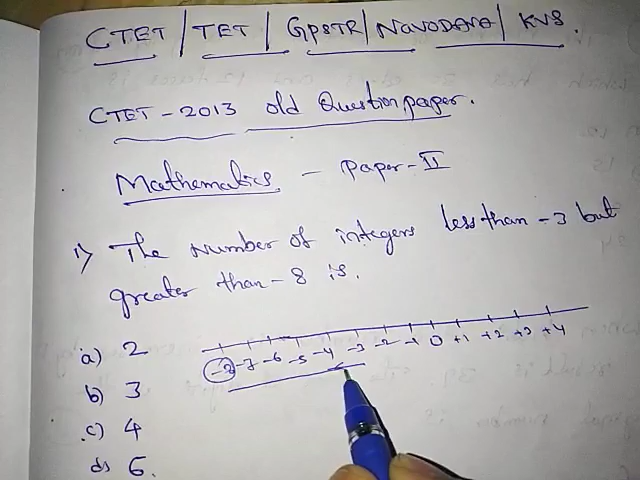 CTET | TET | GPSTR | NavoDaya | KVS.
CTET - 2013 old Question paper.
Mathematics. - Paper - II
1) The Number of integers less than -3 but
greater than -8 is.
a) 2
b) 3
c) 4
d) 6.
-8 -7 -6 -5 -4 -3 -2 -1 0 +1 +2 +3 +4